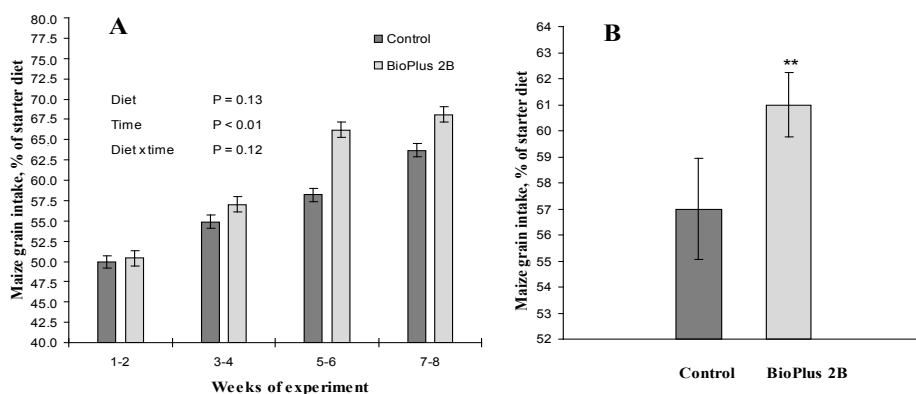 A
Maize grain intake, % of starter diet
80.0
77.5
75.0
72.5
70.0
67.5
65.0
62.5
60.0
57.5
55.0
52.5
50.0
47.5
45.0
42.5
40.0
Control
BioPlus 2B
Diet P = 0.13
Time P < 0.01
Diet x time P = 0.12
1-2 3-4 5-6 7-8
Weeks of experiment
B
Maize grain intake, % of starter diet
64
63
62
61
60
59
58
57
56
55
54
53
52
**
Control BioPlus 2B